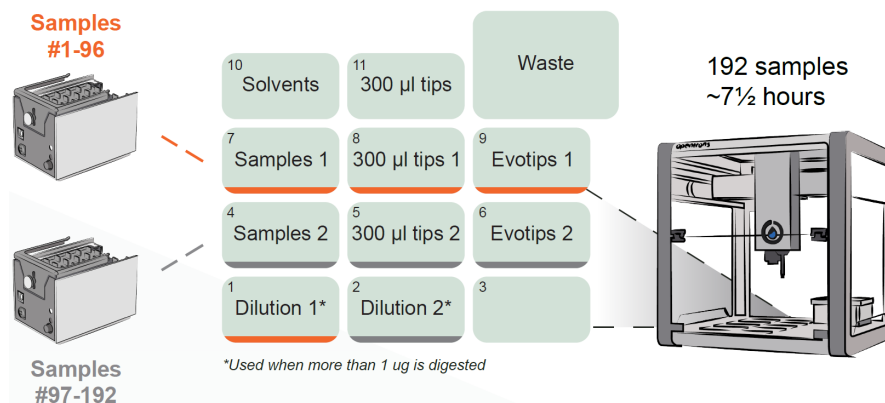 Samples
#1-96
10
Solvents
11
300 µl tips
Waste
192 samples
~7½ hours
7
Samples 1
8
300 µl tips 1
9
Evotips 1
4
Samples 2
5
300 µl tips 2
6
Evotips 2
1
Dilution 1*
2
Dilution 2*
3
*Used when more than 1 ug is digested
Samples
#97-192
opentrons